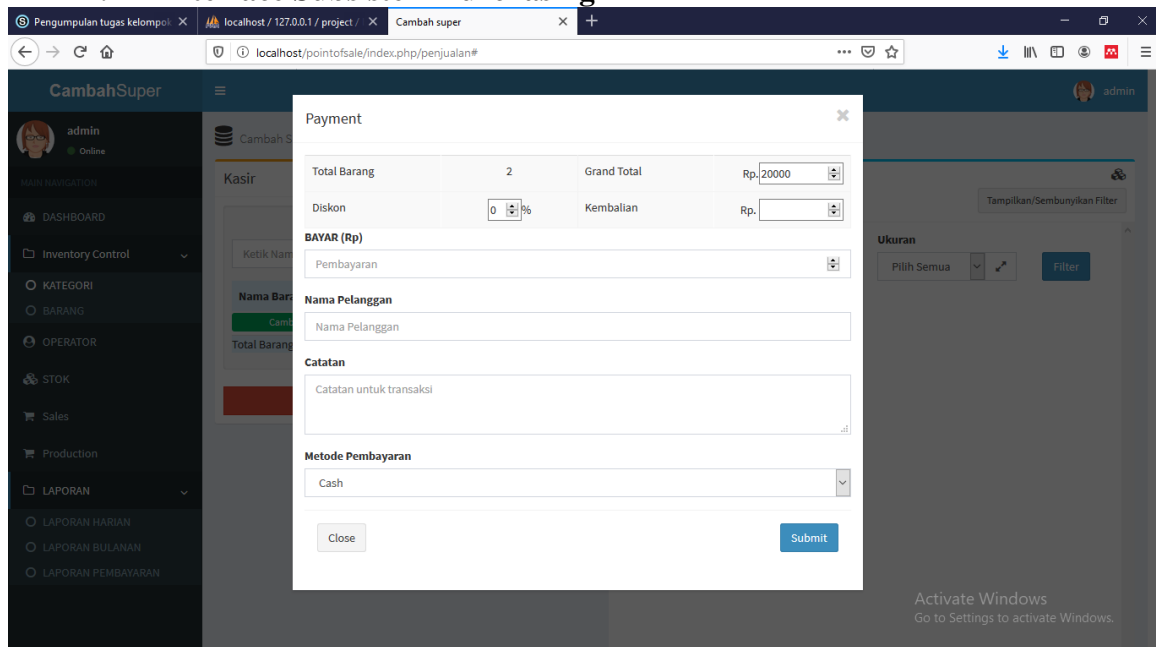 Pengumpulan tugas kelompok
localhost / 127.0.0.1 / project /
Cambah super
localhost/pointofsale/index.php/penjualan#
CambahSuper
admin
admin
Online
Cambah S
MAIN NAVIGATION
DASHBOARD
Inventory Control
KATEGORI
BARANG
OPERATOR
STOK
Sales
Production
LAPORAN
LAPORAN HARIAN
LAPORAN BULANAN
LAPORAN PEMBAYARAN
Kasir
Ketik Nam
Nama Bara
Camb
Total Barang
Payment
Total Barang 2 Grand Total Rp. 20000
Diskon 0 % Kembalian Rp.
BAYAR (Rp)
Pembayaran
Nama Pelanggan
Nama Pelanggan
Catatan
Catatan untuk transaksi
Metode Pembayaran
Cash
Close Submit
Tampilkan/Sembunyikan Filter
Ukuran
Pilih Semua Filter
Activate Windows
Go to Settings to activate Windows.